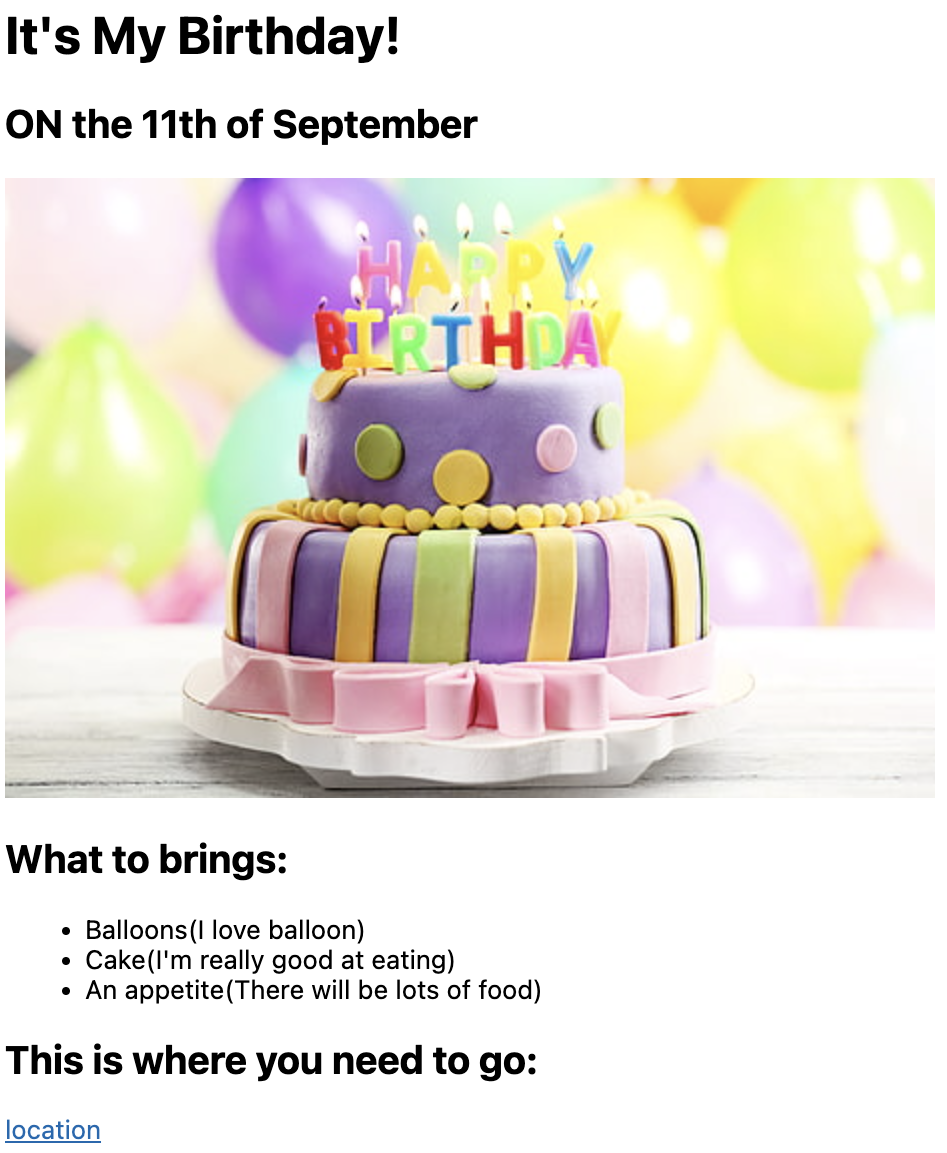 It's My Birthday!
ON the 11th of September
HAPPY
BIRTHDAY
What to brings:
Balloons(I love balloon)
Cake(I'm really good at eating)
An appetite(There will be lots of food)
This is where you need to go:
location